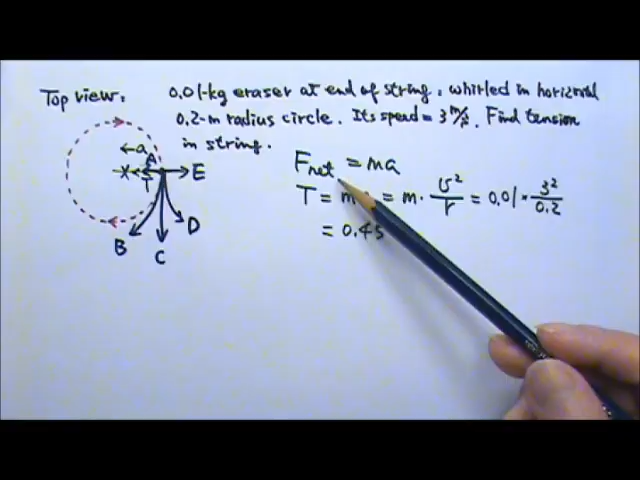 Top view: 0.01-kg eraser at end of string, whirled in horizontal
0.2-m radius circle. Its speed = 3 m/s. Find tension
in string.
a
A
T
E
B
C
D
Fnet = ma
T = m = m · v²/r = 0.01 * 3²/0.2
= 0.45